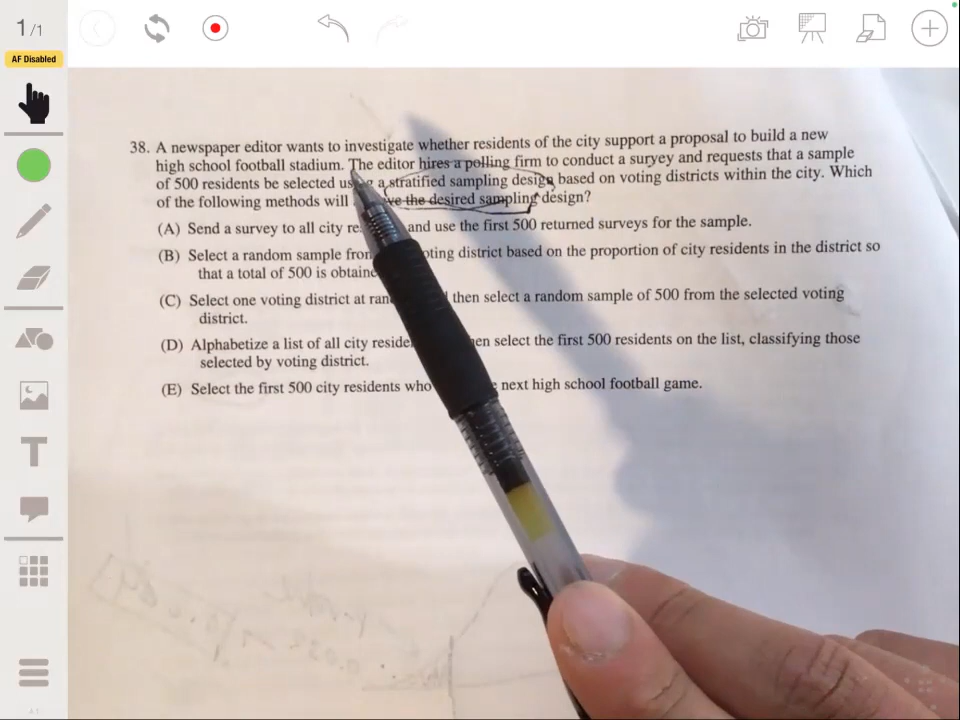 1/1
AF Disabled
38. A newspaper editor wants to investigate whether residents of the city support a proposal to build a new
high school football stadium. The editor hires a polling firm to conduct a survey and requests that a sample
of 500 residents be selected a stratified sampling design based on voting districts within the city. Which
of the following methods will the desired sampling design?
(A) Send a survey to all city and use the first 500 returned surveys for the sample.
(B) Select a random sample voting district based on the proportion of city residents in the district so
that a total of 500 is
(C) Select one voting district at then select a random sample of 500 from the selected voting
district.
(D) Alphabetize a list of all city select the first 500 residents on the list, classifying those
selected by voting district.
(E) Select the first 500 city residents who next high school football game.
T